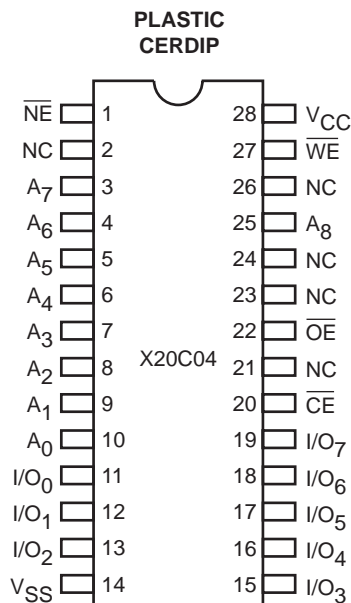 PLASTIC
CERDIP
NE 1 28 VCC
NC 2 27 WE
A7 3 26 NC
A6 4 25 A8
A5 5 24 NC
A4 6 23 NC
A3 7 22 OE
X20C04
A2 8 21 NC
A1 9 20 CE
A0 10 19 I/O7
I/O0 11 18 I/O6
I/O1 12 17 I/O5
I/O2 13 16 I/O4
VSS 14 15 I/O3